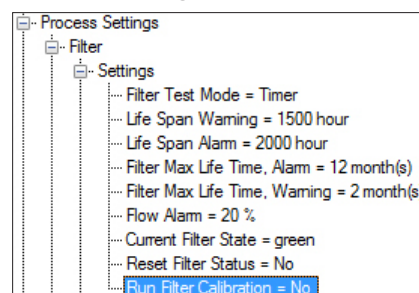 Process Settings
Filter
Settings
Filter Test Mode = Timer
Life Span Warning = 1500 hour
Life Span Alarm = 2000 hour
Filter Max Life Time, Alarm = 12 month(s)
Filter Max Life Time, Warning = 2 month(s
Flow Alarm = 20 %
Current Filter State = green
Reset Filter Status = No
Run Filter Calibration = No